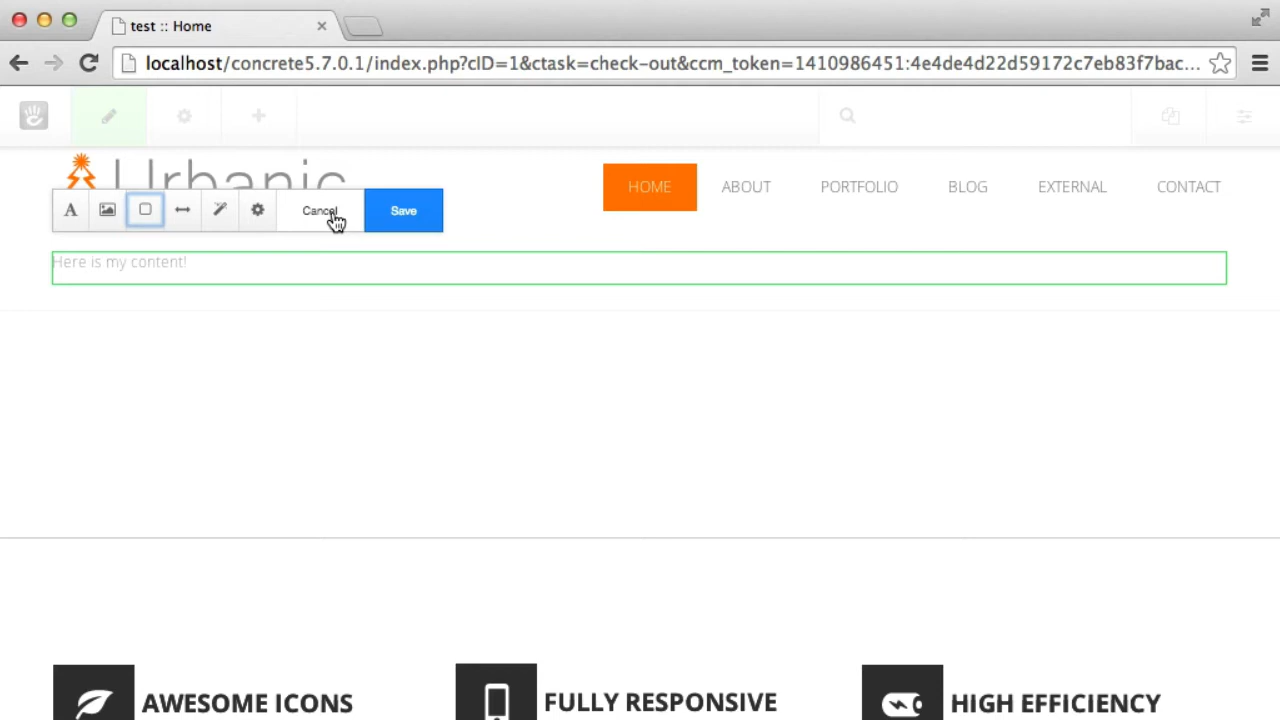 test :: Home
localhost/concrete5.7.0.1/index.php?cID=1&ctask=check-out&ccm_token=1410986451:4e4de4d22d59172c7eb83f7bac...
Urbanic
HOME ABOUT PORTFOLIO BLOG EXTERNAL CONTACT
A Cancel Save
Here is my content!
AWESOME ICONS FULLY RESPONSIVE HIGH EFFICIENCY